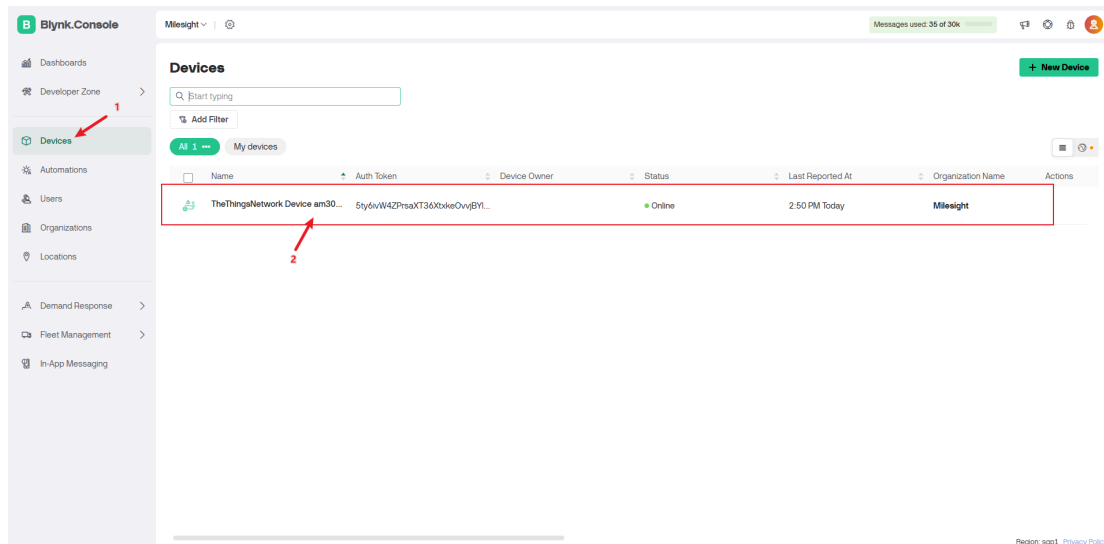 B Blynk.Console
Milesight
Messages used: 35 of 30k
Dashboards
Developer Zone
1
Devices
Automations
Users
Organizations
Locations
Demand Response
Fleet Management
In-App Messaging
Devices
+ New Device
Start typing
Add Filter
All 1 •••
My devices
Name Auth Token Device Owner Status Last Reported At Organization Name Actions
TheThingsNetwork Device am30... 5ty6ivW4ZPrsaXT36XtxkeOvvjBYl... Online 2:50 PM Today Milesight
2
Region: sgp1 Privacy Polic